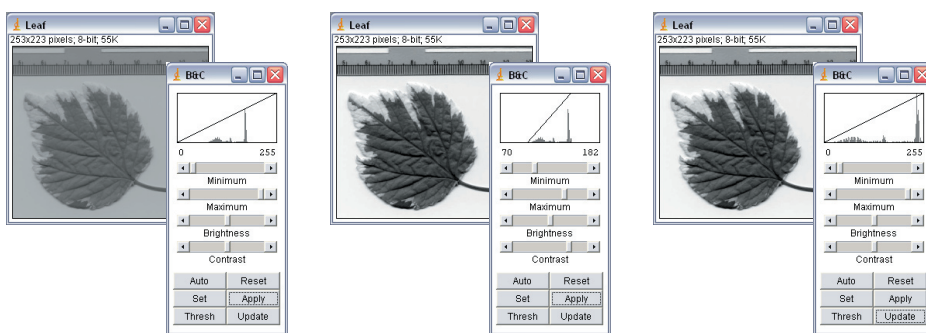 Leaf
253x223 pixels; 8-bit; 55K
B&C
0 255
Minimum
Maximum
Brightness
Contrast
Auto Reset
Set Apply
Thresh Update
Leaf
253x223 pixels; 8-bit; 55K
B&C
70 182
Minimum
Maximum
Brightness
Contrast
Auto Reset
Set Apply
Thresh Update
Leaf
253x223 pixels; 8-bit; 55K
B&C
0 255
Minimum
Maximum
Brightness
Contrast
Auto Reset
Set Apply
Thresh Update